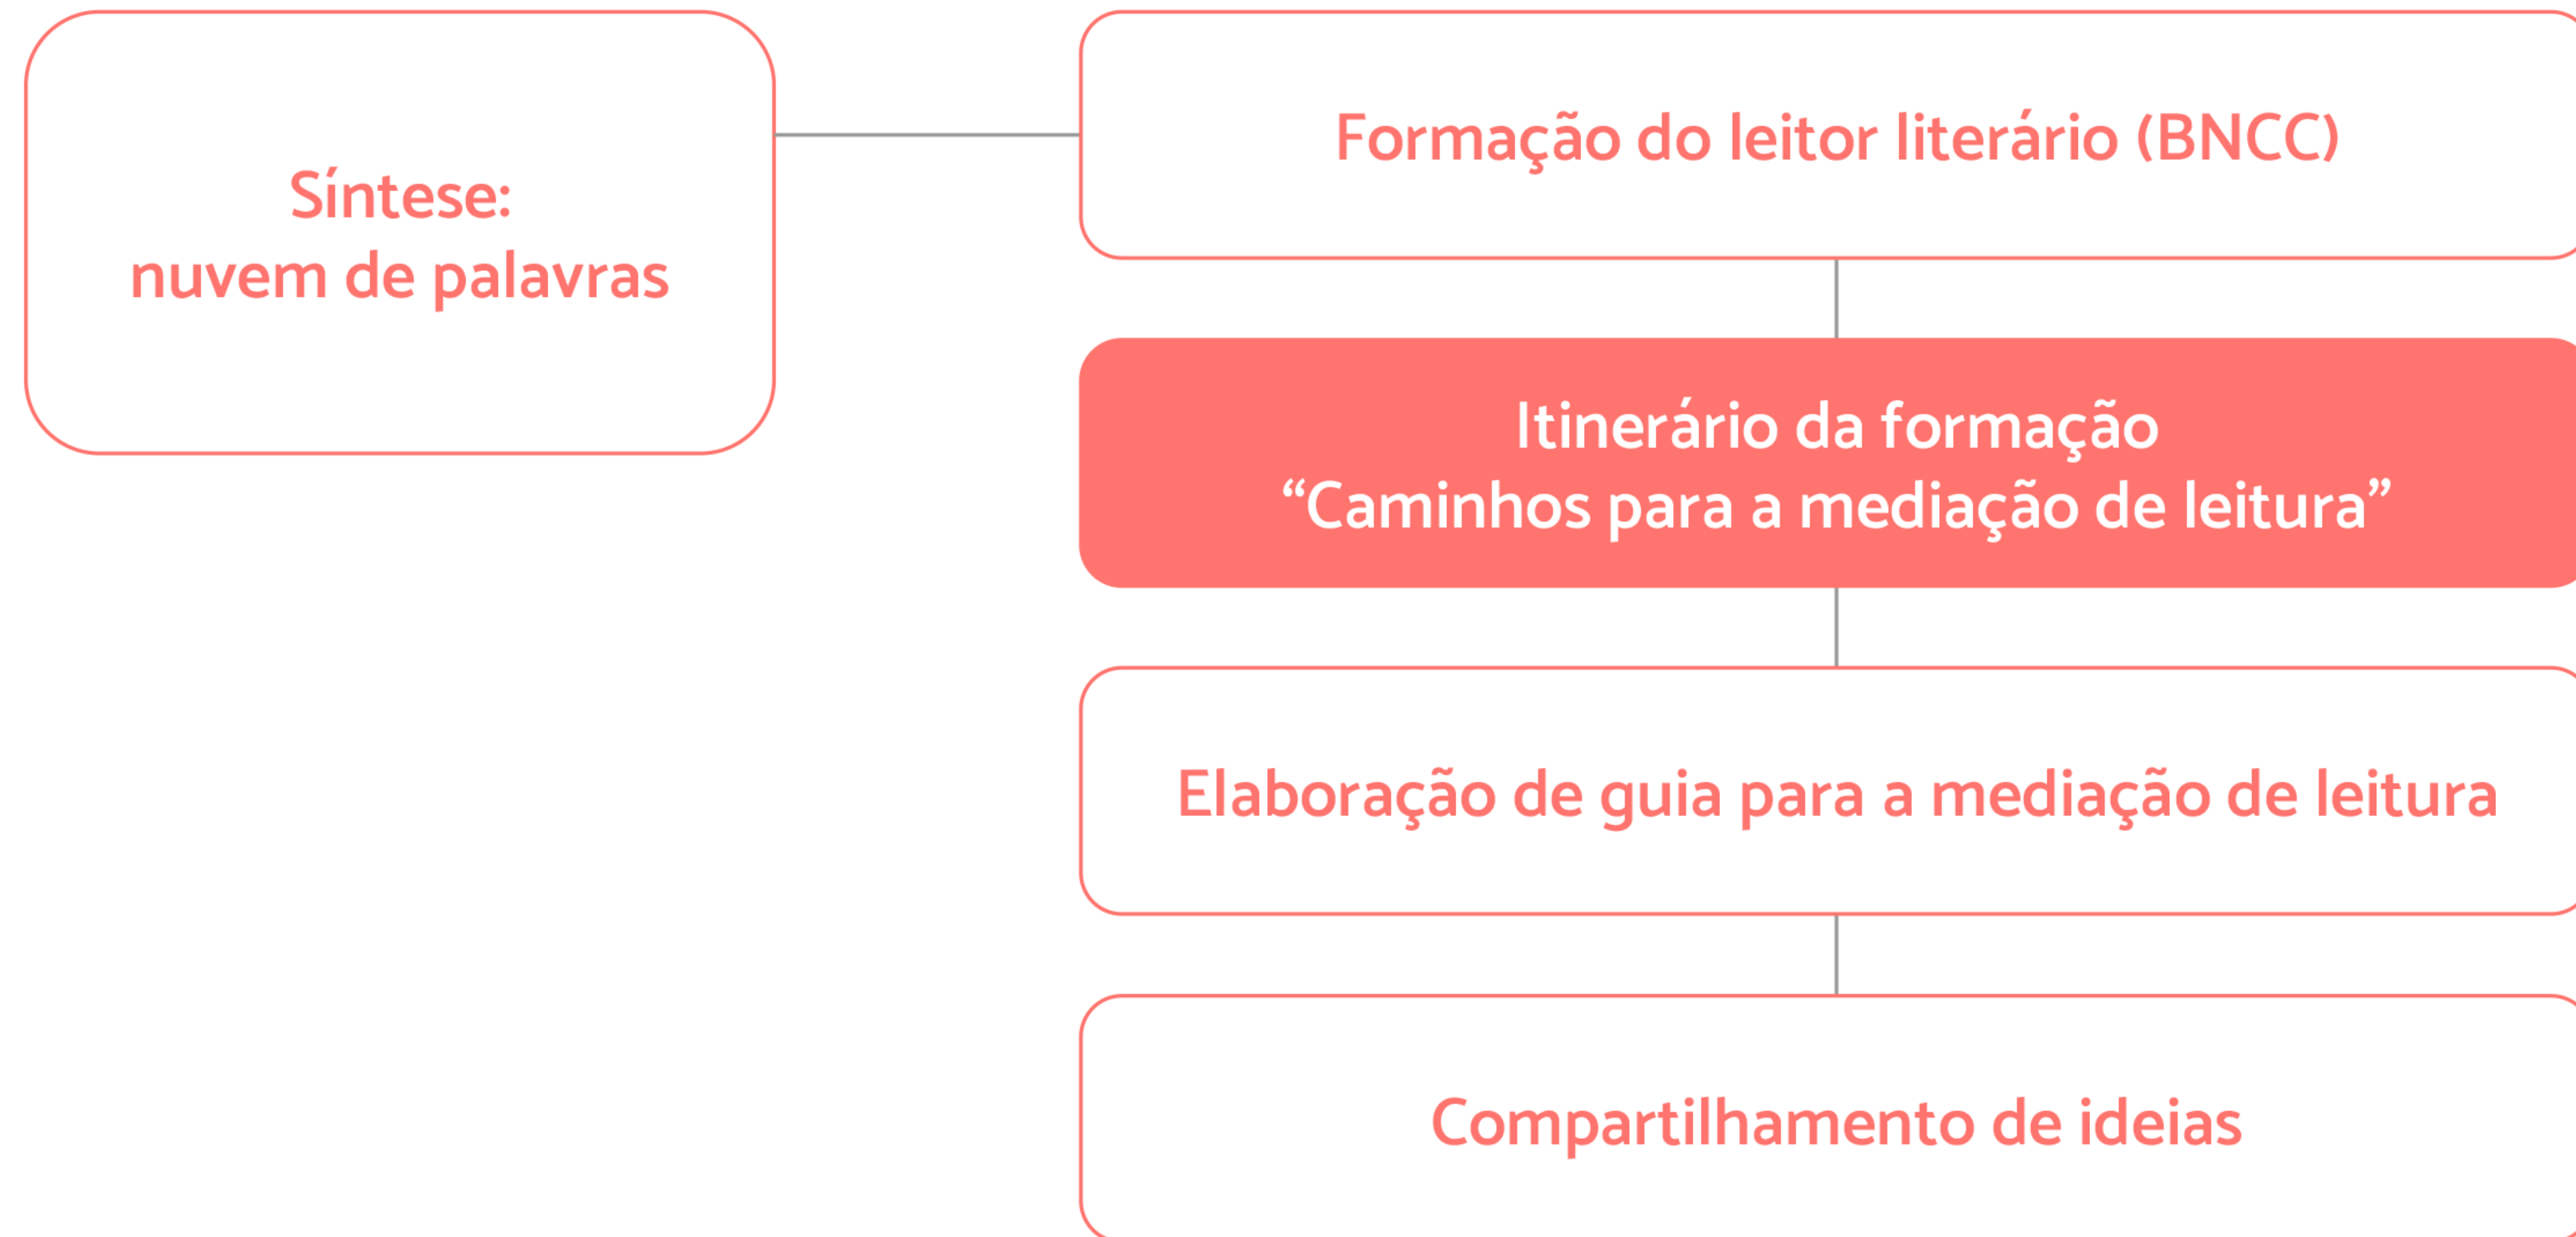 Síntese:
nuvem de palavras
Formação do leitor literário (BNCC)
Itinerário da formação
“Caminhos para a mediação de leitura”
Elaboração de guia para a mediação de leitura
Compartilhamento de ideias